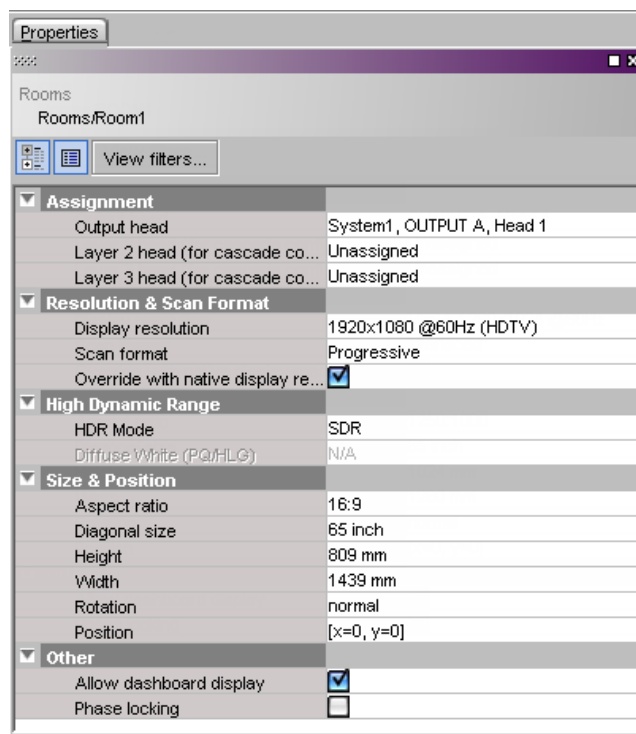 Properties
Rooms
Rooms/Room1
View filters...
Assignment
Output head System1, OUTPUT A, Head 1
Layer 2 head (for cascade co... Unassigned
Layer 3 head (for cascade co... Unassigned
Resolution & Scan Format
Display resolution 1920x1080 @60Hz (HDTV)
Scan format Progressive
Override with native display re...
High Dynamic Range
HDR Mode SDR
Diffuse White (PQ/HLG) N/A
Size & Position
Aspect ratio 16:9
Diagonal size 65 inch
Height 809 mm
Width 1439 mm
Rotation normal
Position [x=0, y=0]
Other
Allow dashboard display
Phase locking